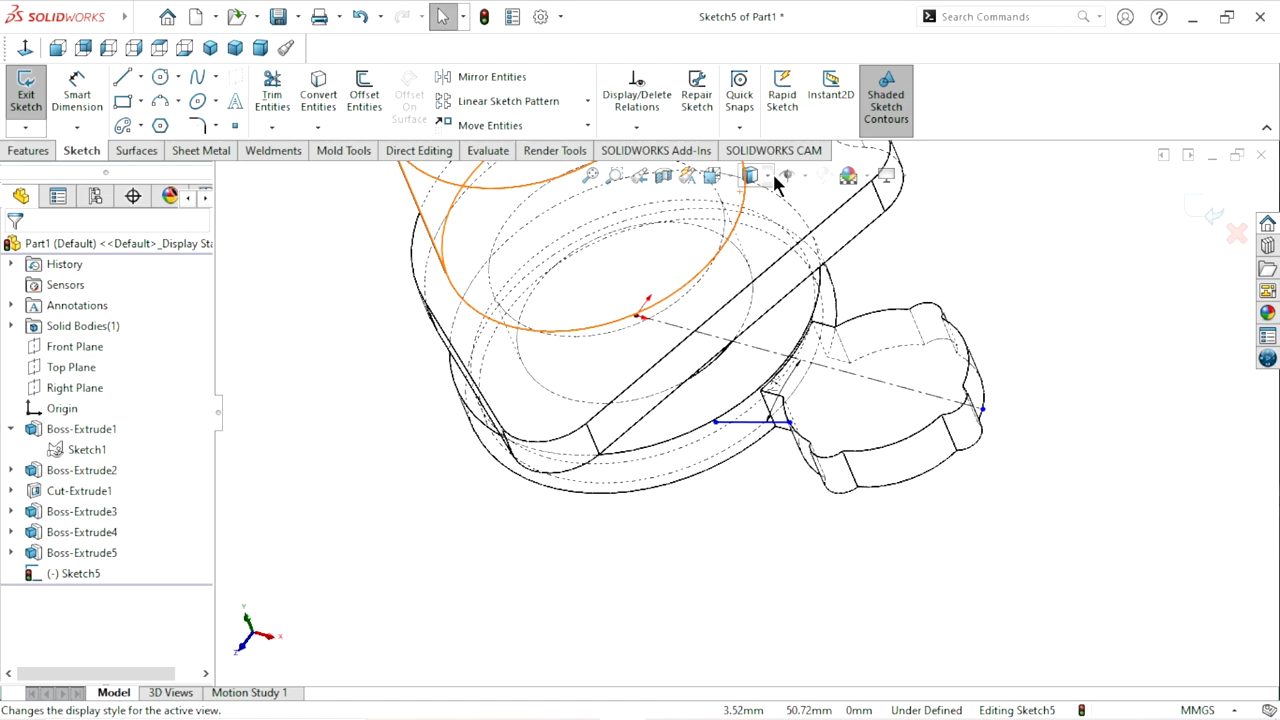 SOLIDWORKS
Sketch5 of Part1 *
Search Commands
Exit Sketch
Smart Dimension
Trim Entities
Convert Entities
Offset Entities
Offset On Surface
Mirror Entities
Linear Sketch Pattern
Move Entities
Display/Delete Relations
Repair Sketch
Quick Snaps
Rapid Sketch
Instant2D
Shaded Sketch Contours
Features
Sketch
Surfaces
Sheet Metal
Weldments
Mold Tools
Direct Editing
Evaluate
Render Tools
SOLIDWORKS Add-Ins
SOLIDWORKS CAM
Part1 (Default) <<Default>_Display Sta
History
Sensors
Annotations
Solid Bodies(1)
Front Plane
Top Plane
Right Plane
Origin
Boss-Extrude1
Sketch1
Boss-Extrude2
Cut-Extrude1
Boss-Extrude3
Boss-Extrude4
Boss-Extrude5
(-) Sketch5
Y
X
Z
Model
3D Views
Motion Study 1
Changes the display style for the active view.
3.52mm
50.72mm
0mm
Under Defined
Editing Sketch5
MMGS